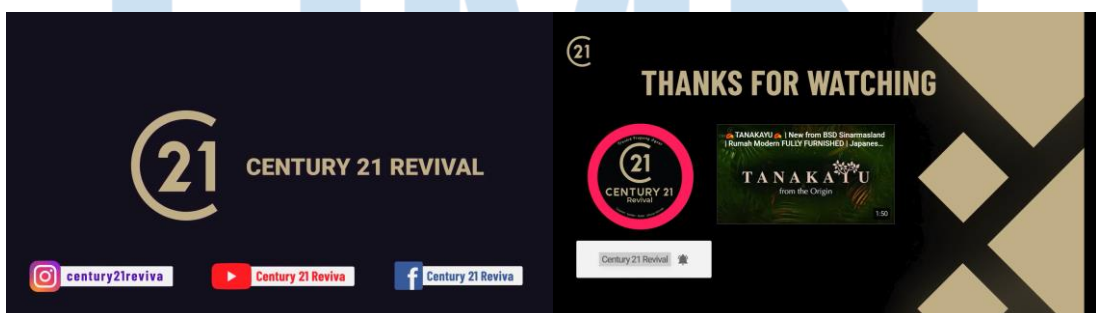 21
CENTURY 21 REVIVAL
century21reviva
Century 21 Reviva
Century 21 Reviva
21
THANKS FOR WATCHING
21
CENTURY 21
Revival
TANAKAYU | New from BSD Sinarmasland
| Rumah Modern FULLY FURNISHED | Japanes...
TANAKAYU
from the Origin
1:50
Century 21 Revival